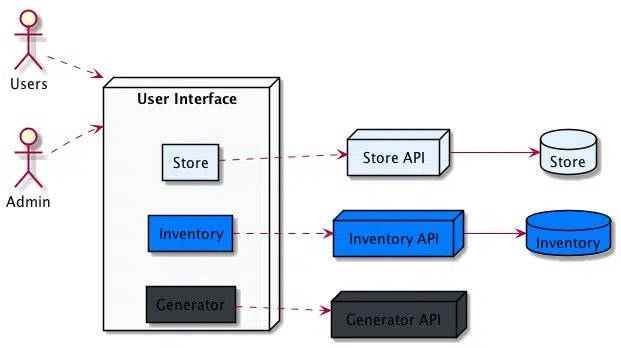 Users
User Interface
Store
Store API
Store
Admin
Inventory
Inventory API
Inventory
Generator
Generator API